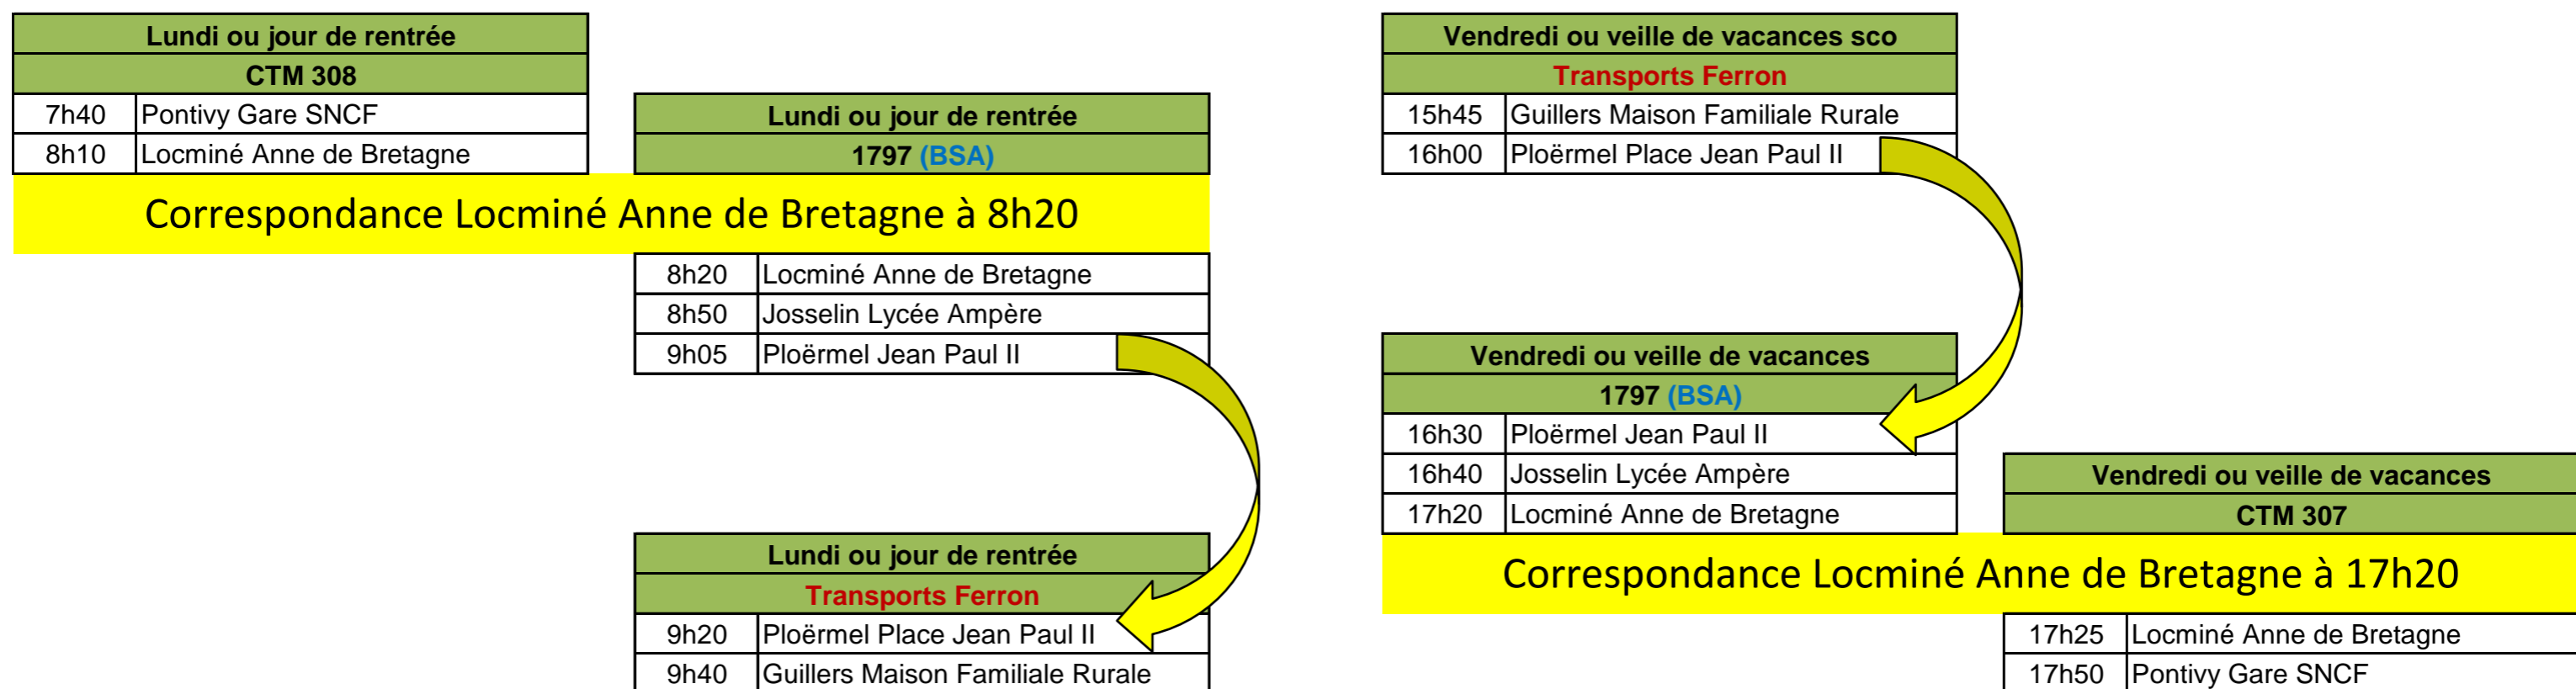 Lundi ou jour de rentrée
CTM 308
7h40 Pontivy Gare SNCF
8h10 Locminé Anne de Bretagne
Lundi ou jour de rentrée
1797 (BSA)
Correspondance Locminé Anne de Bretagne à 8h20
8h20 Locminé Anne de Bretagne
8h50 Josselin Lycée Ampère
9h05 Ploërmel Jean Paul II
Lundi ou jour de rentrée
Transports Ferron
9h20 Ploërmel Place Jean Paul II
9h40 Guillers Maison Familiale Rurale
Vendredi ou veille de vacances sco
Transports Ferron
15h45 Guillers Maison Familiale Rurale
16h00 Ploërmel Place Jean Paul II
Vendredi ou veille de vacances
1797 (BSA)
16h30 Ploërmel Jean Paul II
16h40 Josselin Lycée Ampère
17h20 Locminé Anne de Bretagne
Vendredi ou veille de vacances
CTM 307
Correspondance Locminé Anne de Bretagne à 17h20
17h25 Locminé Anne de Bretagne
17h50 Pontivy Gare SNCF